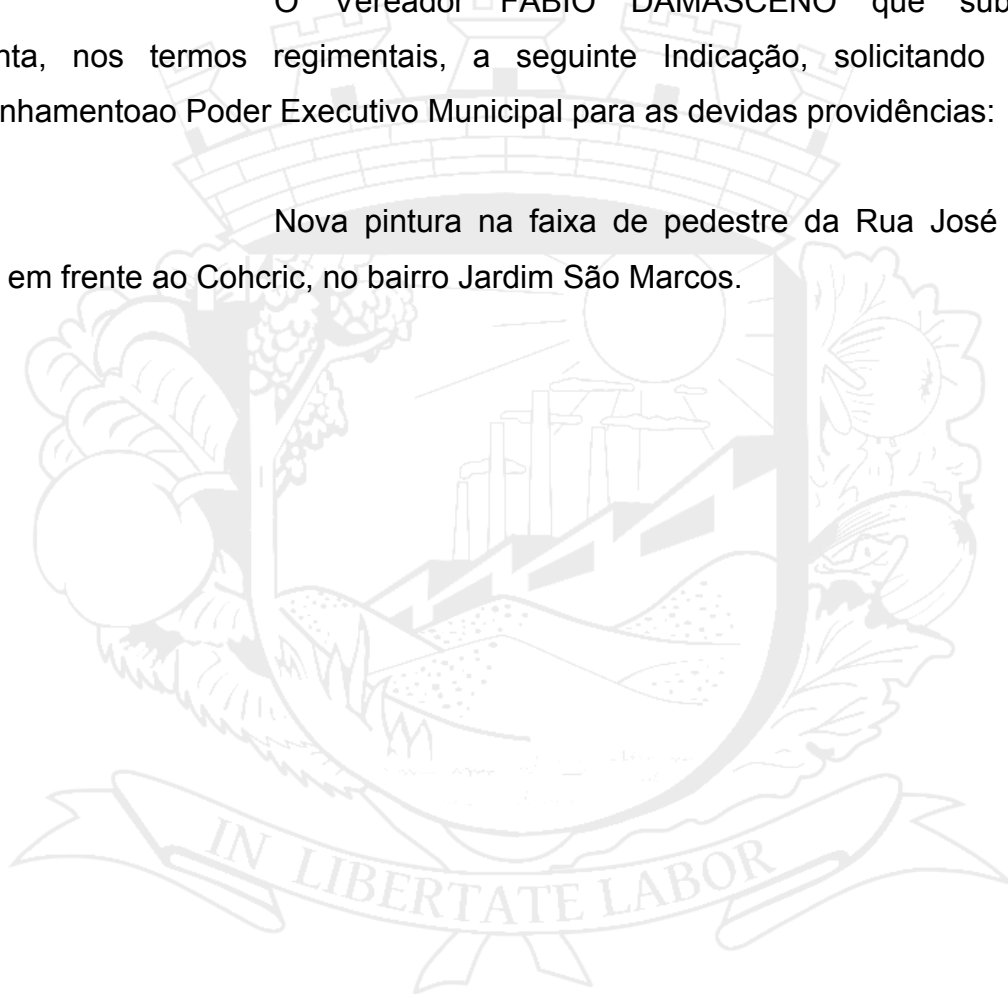 O Vereador FÁBIO DAMASCENO que sub
nta, nos termos regimentais, a seguinte Indicação, solicitando
nhamentoao Poder Executivo Municipal para as devidas providências:
Nova pintura na faixa de pedestre da Rua José
em frente ao Cohcric, no bairro Jardim São Marcos.
IN LIBERTATE LABOR